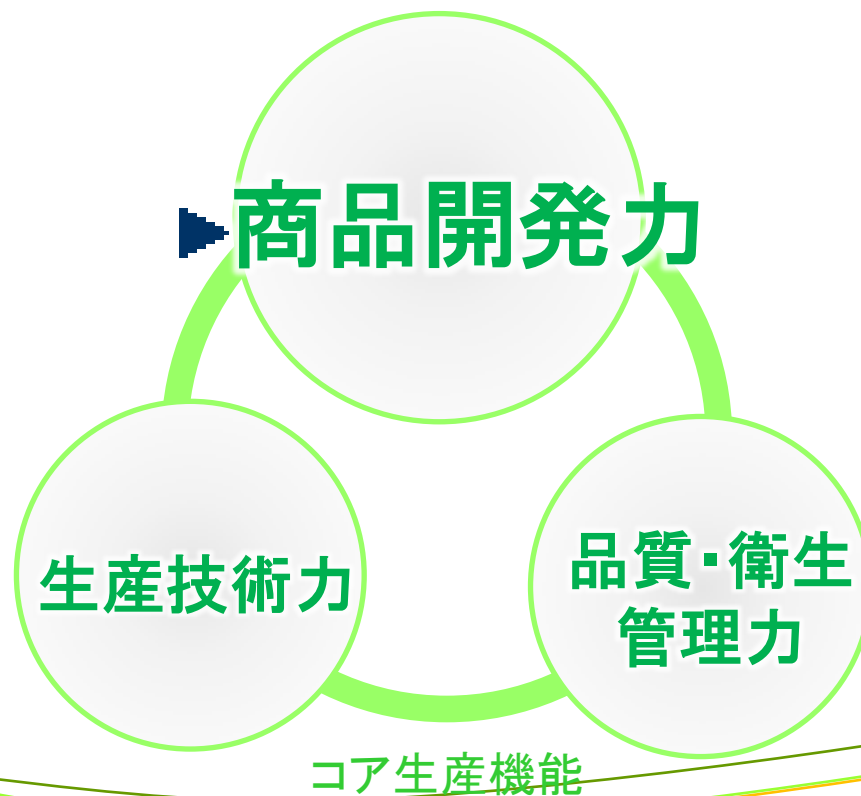 商品開発力
生産技術力
品質・衛生
管理力
コア生産機能